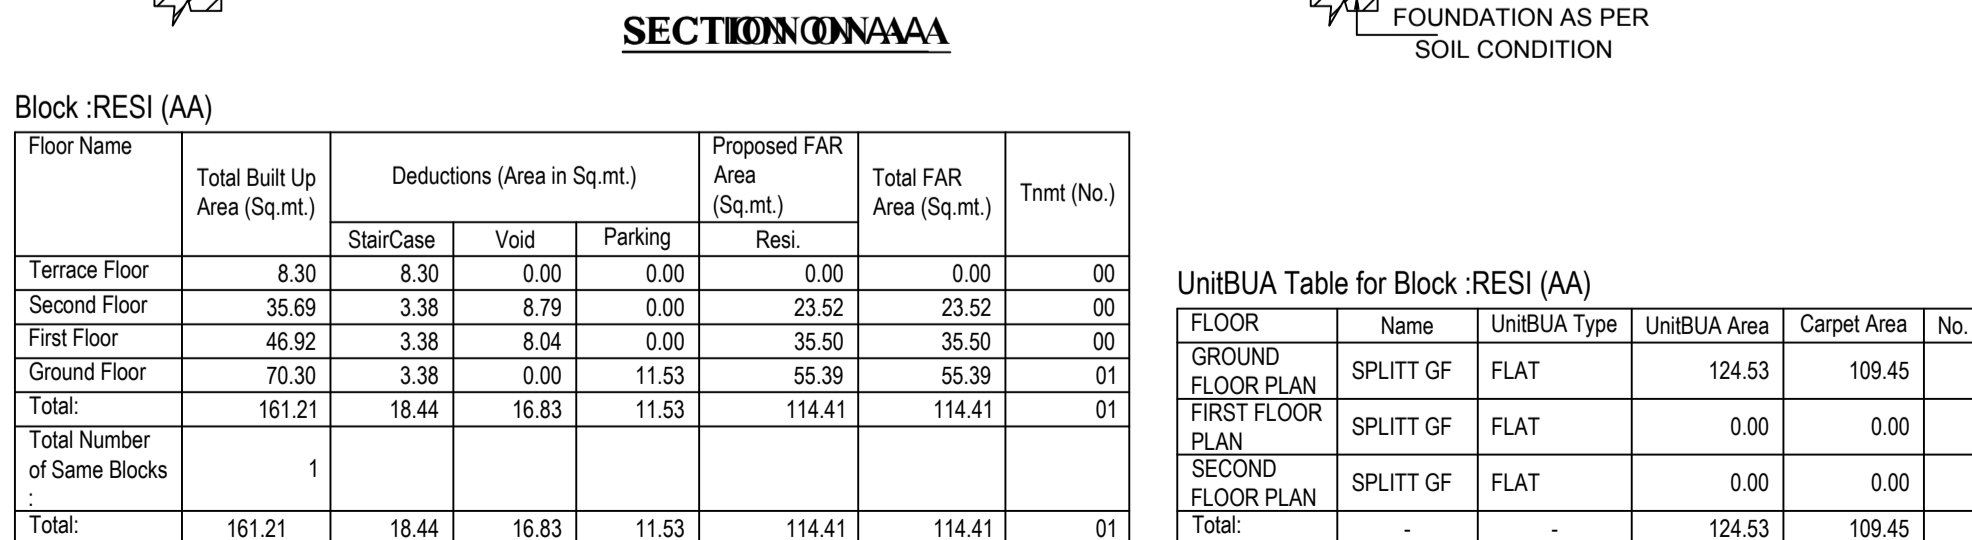 SECTION ON AA
FOUNDATION AS PER
SOIL CONDITION
Block :RESI (AA)
Floor Name
Total Built Up
Area (Sq.mt.)
Deductions (Area in Sq.mt.)
Proposed FAR
Area
(Sq.mt.)
Total FAR
Area (Sq.mt.)
Tnmt (No.)
StairCase Void Parking Resi.
Terrace Floor 8.30 8.30 0.00 0.00 0.00 0.00 00
Second Floor 35.69 3.38 8.79 0.00 23.52 23.52 00
First Floor 46.92 3.38 8.04 0.00 35.50 35.50 00
Ground Floor 70.30 3.38 0.00 11.53 55.39 55.39 01
Total: 161.21 18.44 16.83 11.53 114.41 114.41 01
Total Number
of Same Blocks 1
:
Total: 161.21 18.44 16.83 11.53 114.41 114.41 01
UnitBUA Table for Block :RESI (AA)
FLOOR Name UnitBUA Type UnitBUA Area Carpet Area No.
GROUND
FLOOR PLAN SPLITT GF FLAT 124.53 109.45
FIRST FLOOR
PLAN SPLITT GF FLAT 0.00 0.00
SECOND
FLOOR PLAN SPLITT GF FLAT 0.00 0.00
Total: - - 124.53 109.45